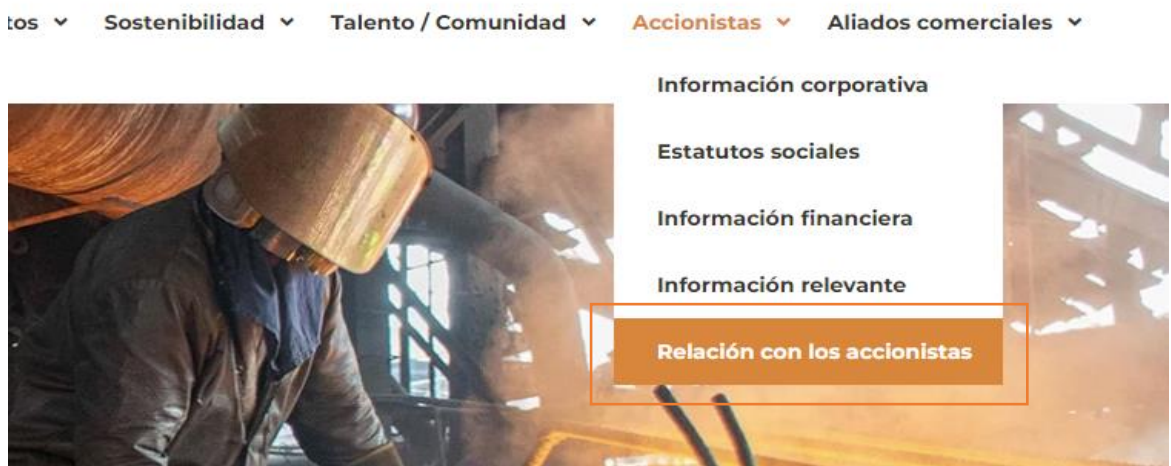 tos Sostenibilidad Talento / Comunidad Accionistas Aliados comerciales
Información corporativa
Estatutos sociales
Información financiera
Información relevante
Relación con los accionistas